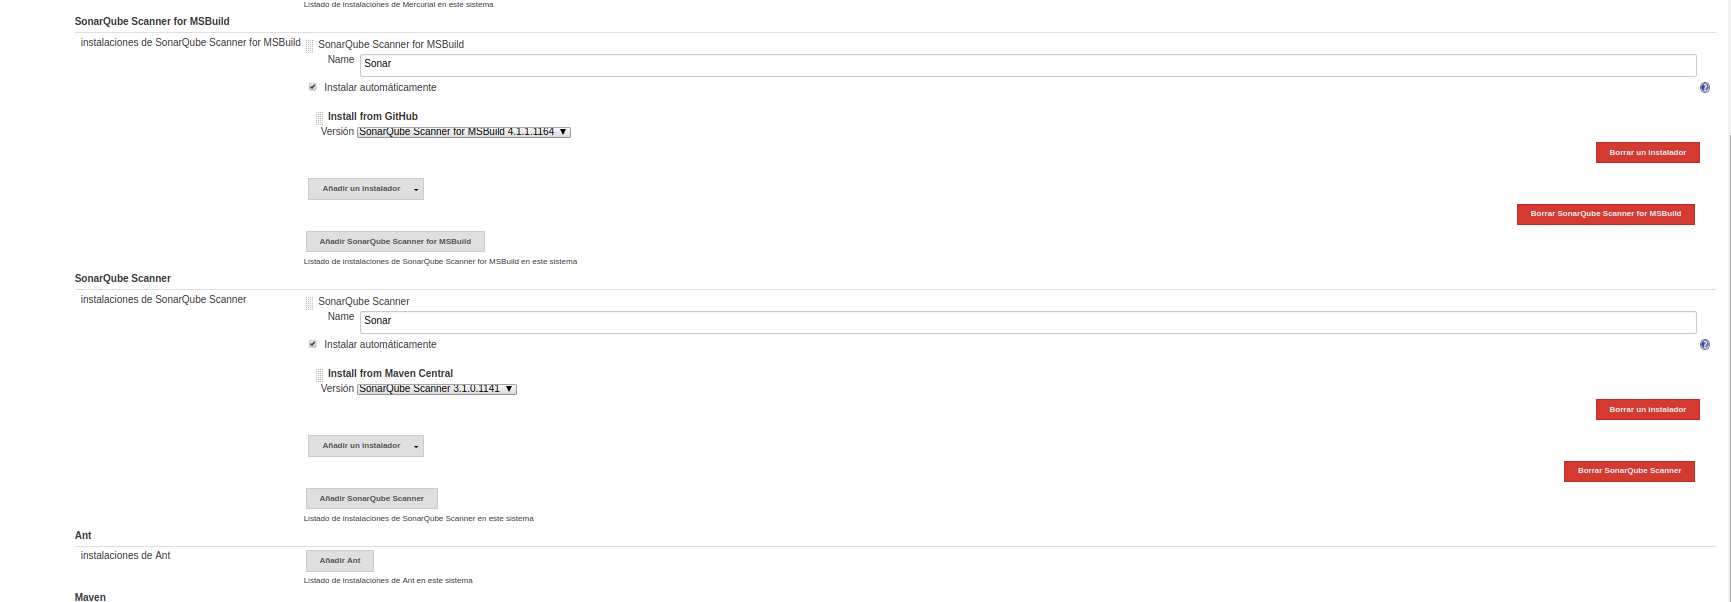 Listado de instalaciones de Mercurial en este sistema
SonarQube Scanner for MSBuild
instalaciones de SonarQube Scanner for MSBuild
SonarQube Scanner for MSBuild
Name Sonar
Instalar automáticamente
Install from GitHub
Versión SonarQube Scanner for MSBuild 4.1.1.1164
Borrar un instalador
Añadir un instalador
Borrar SonarQube Scanner for MSBuild
Añadir SonarQube Scanner for MSBuild
Listado de instalaciones de SonarQube Scanner for MSBuild en este sistema
SonarQube Scanner
instalaciones de SonarQube Scanner
SonarQube Scanner
Name Sonar
Instalar automáticamente
Install from Maven Central
Versión SonarQube Scanner 3.1.0.1141
Borrar un instalador
Añadir un instalador
Borrar SonarQube Scanner
Añadir SonarQube Scanner
Listado de instalaciones de SonarQube Scanner en este sistema
Ant
instalaciones de Ant
Añadir Ant
Listado de instalaciones de Ant en este sistema
Maven